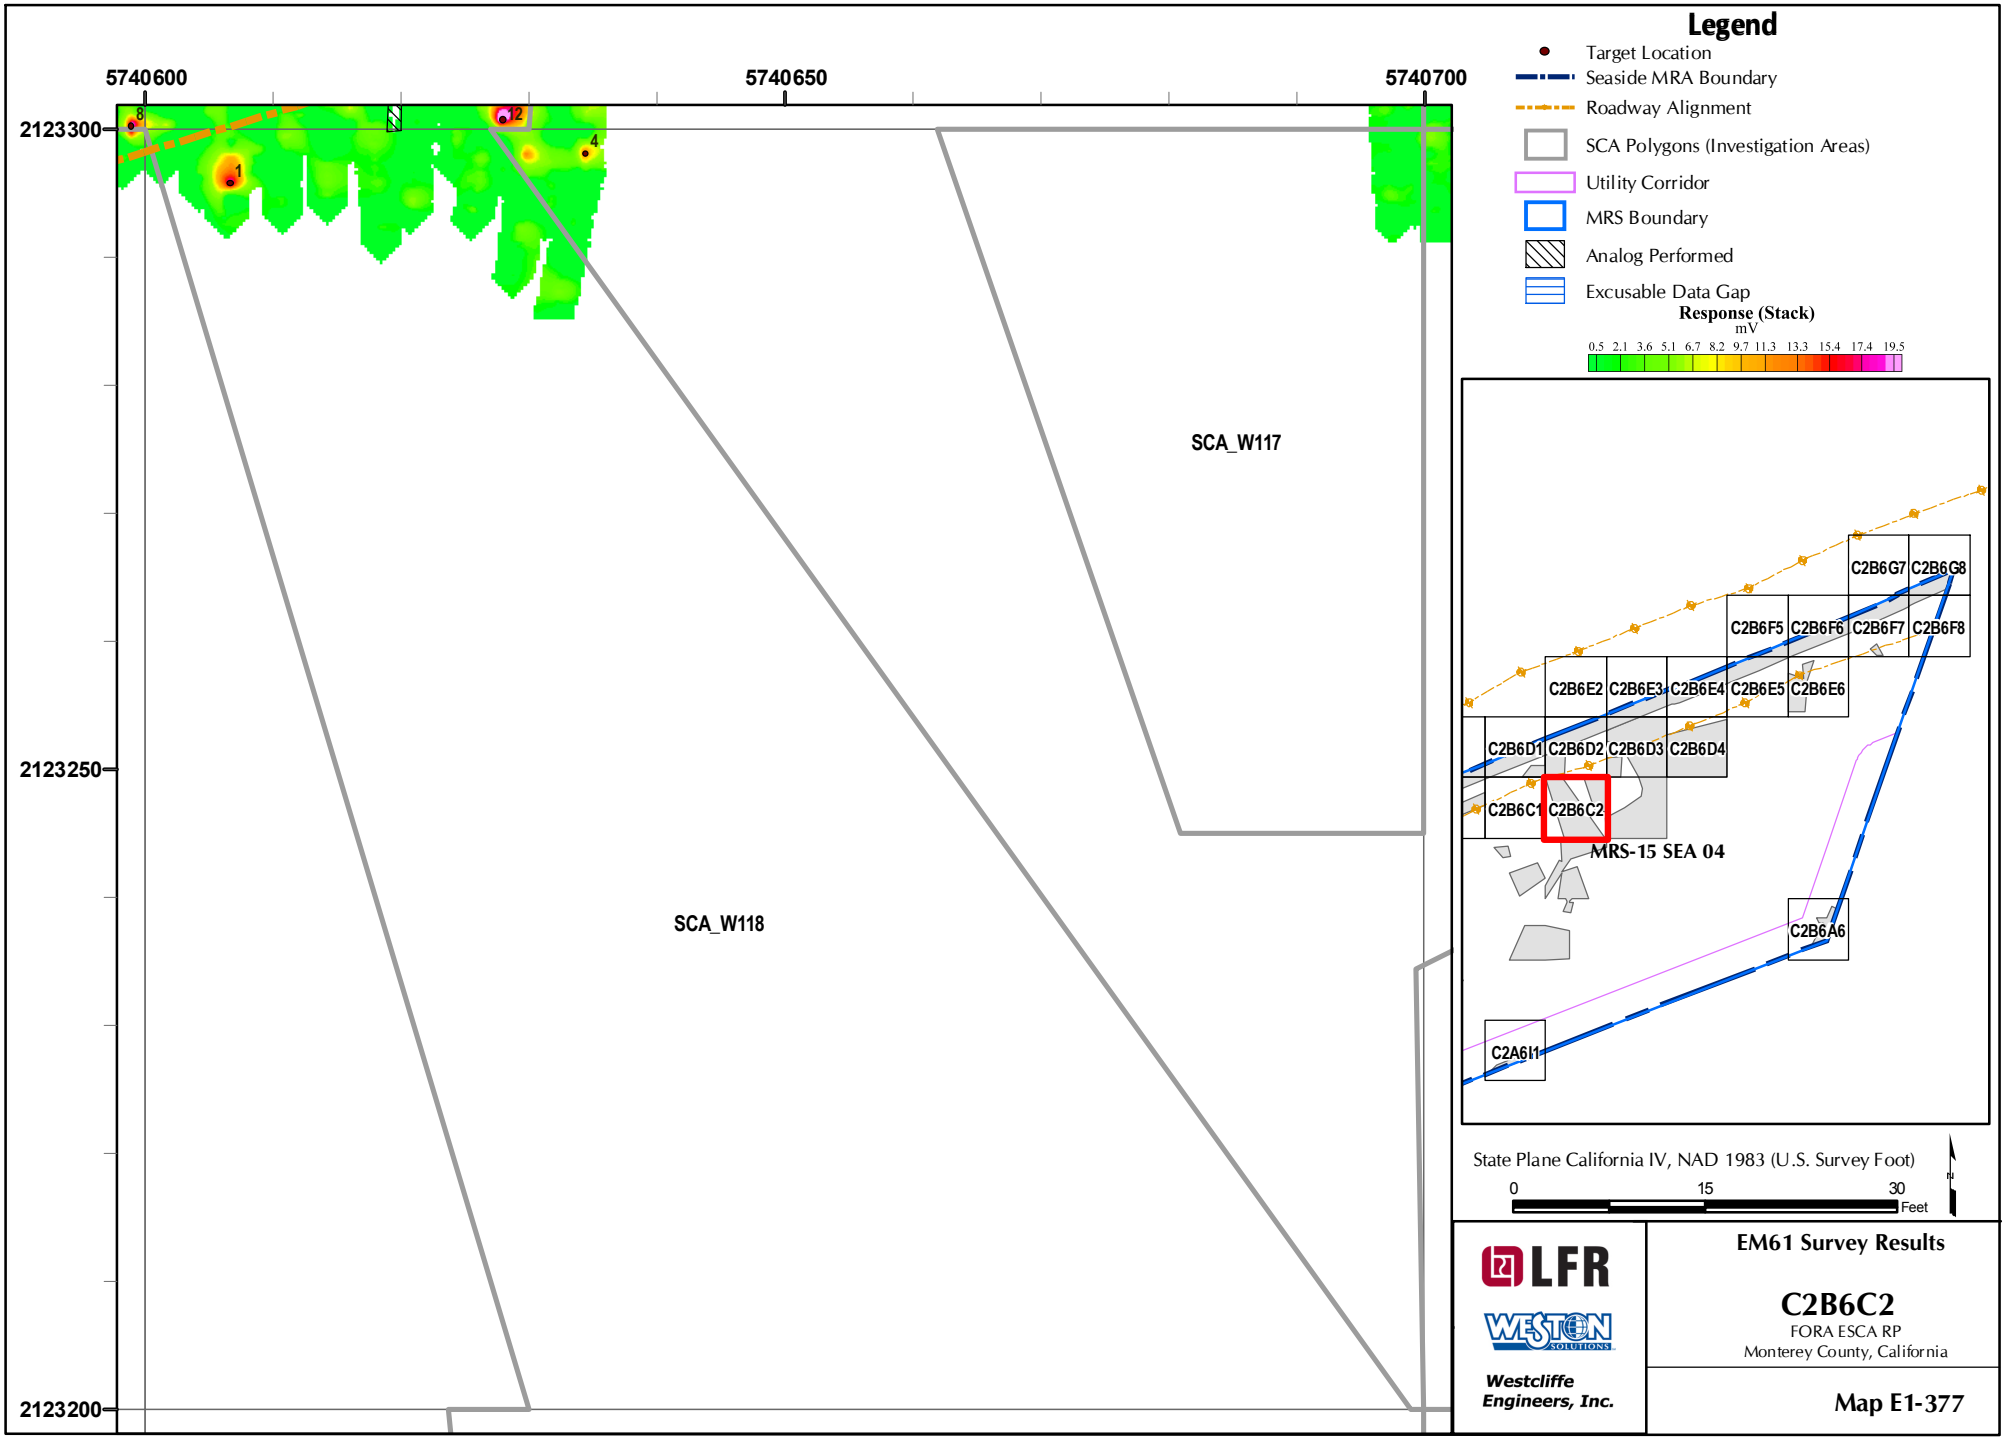 Legend
Target Location
Seaside MRA Boundary
Roadway Alignment
SCA Polygons (Investigation Areas)
Utility Corridor
MRS Boundary
Analog Performed
Excusable Data Gap
Response (Stack)
mV
0.5 2.1 3.6 5.1 6.7 8.2 9.7 11.3 13.3 15.4 17.4 19.5
5740600 5740650 5740700
2123300
2123250
2123200
8
12
4
1
SCA_W117
SCA_W118
C2B6G7 C2B6G8
C2B6F5 C2B6F6 C2B6F7 C2B6F8
C2B6E2 C2B6E3 C2B6E4 C2B6E5 C2B6E6
C2B6D1 C2B6D2 C2B6D3 C2B6D4
C2B6C1 C2B6C2
MRS-15 SEA 04
C2B6A6
C2A6I1
State Plane California IV, NAD 1983 (U.S. Survey Foot)
N
0 15 30
Feet
LFR
WESTON
SOLUTIONS
Westcliffe
Engineers, Inc.
EM61 Survey Results
C2B6C2
FORA ESCA RP
Monterey County, California
Map E1-377